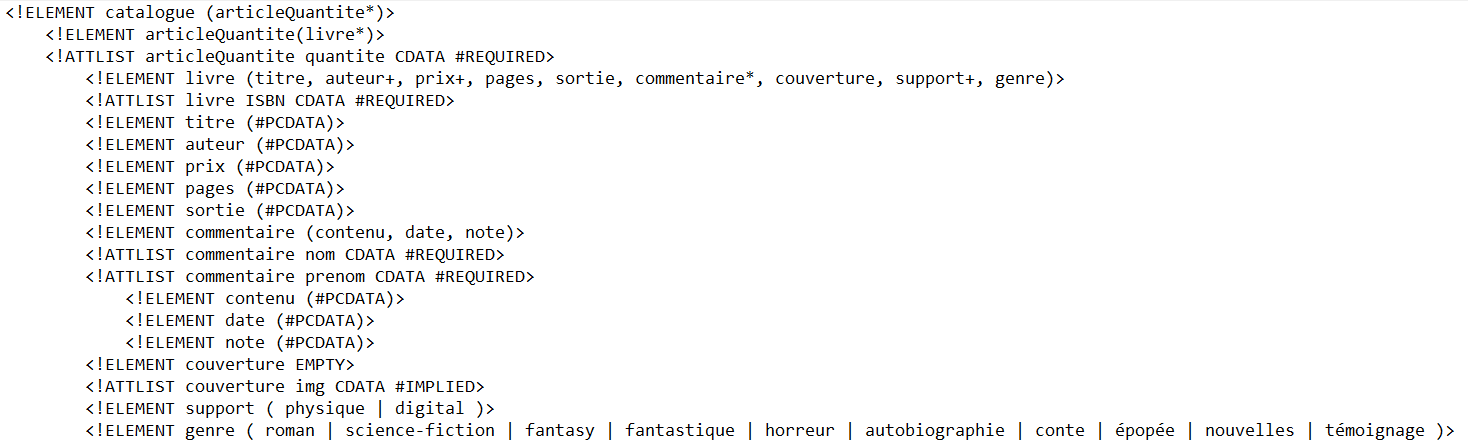 <!ELEMENT catalogue (articleQuantite*)>
<!ELEMENT articleQuantite(livre*)>
<!ATTLIST articleQuantite quantite CDATA #REQUIRED>
<!ELEMENT livre (titre, auteur+, prix+, pages, sortie, commentaire*, couverture, support+, genre)>
<!ATTLIST livre ISBN CDATA #REQUIRED>
<!ELEMENT titre (#PCDATA)>
<!ELEMENT auteur (#PCDATA)>
<!ELEMENT prix (#PCDATA)>
<!ELEMENT pages (#PCDATA)>
<!ELEMENT sortie (#PCDATA)>
<!ELEMENT commentaire (contenu, date, note)>
<!ATTLIST commentaire nom CDATA #REQUIRED>
<!ATTLIST commentaire prenom CDATA #REQUIRED>
<!ELEMENT contenu (#PCDATA)>
<!ELEMENT date (#PCDATA)>
<!ELEMENT note (#PCDATA)>
<!ELEMENT couverture EMPTY>
<!ATTLIST couverture img CDATA #IMPLIED>
<!ELEMENT support ( physique | digital )>
<!ELEMENT genre ( roman | science-fiction | fantasy | fantastique | horreur | autobiographie | conte | épopée | nouvelles | témoignage )>